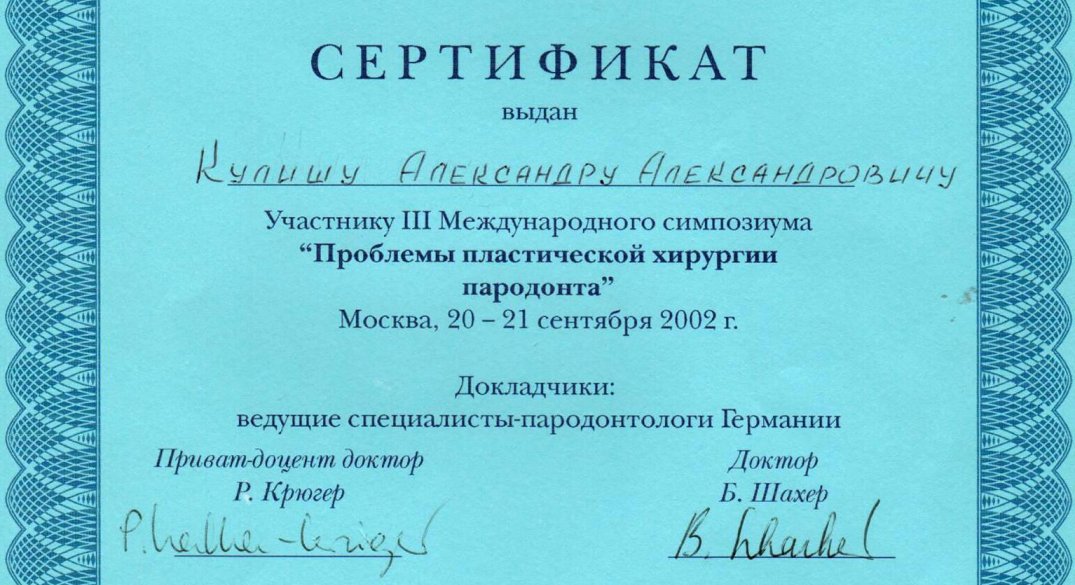 СЕРТИФИКАТ
выдан
Кулишу Александру Александровичу
Участнику III Международного симпозиума
“Проблемы пластической хирургии
пародонта”
Москва, 20 – 21 сентября 2002 г.
Докладчики:
ведущие специалисты-пародонтологи Германии
Приват-доцент доктор Доктор
Р. Крюгер Б. Шахер
B.